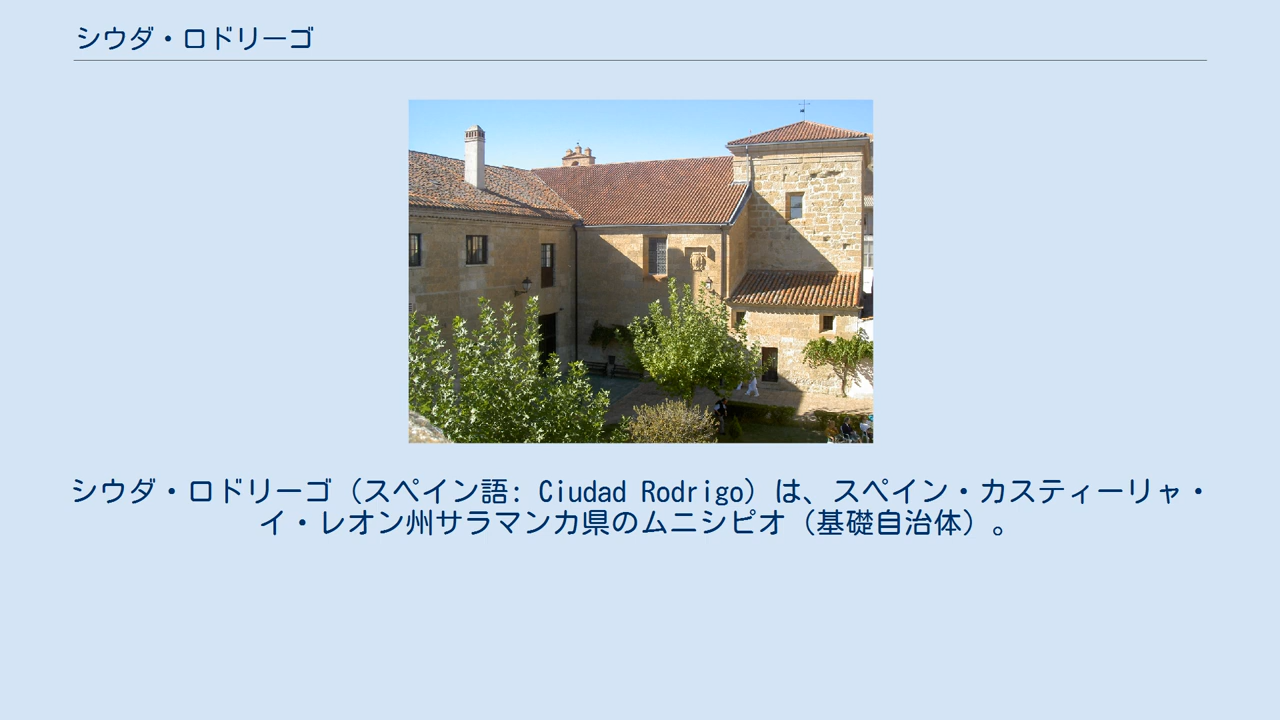 シウダ・ロドリーゴ
シウダ・ロドリーゴ（スペイン語: Ciudad Rodrigo）は、スペイン・カスティーリャ・
イ・レオン州サラマンカ県のムニシピオ（基礎自治体）。